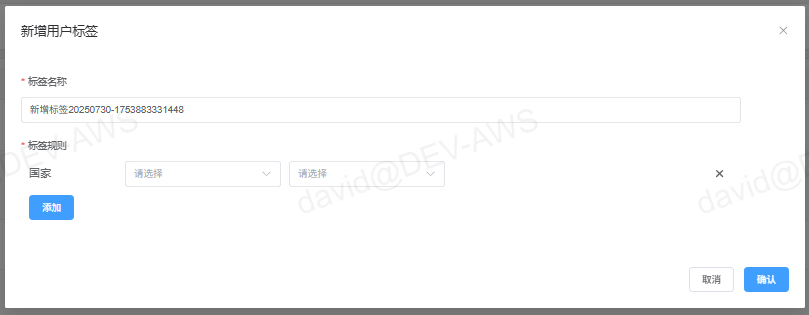 新增用户标签
* 标签名称
新增标签20250730-1753883331448
* 标签规则
国家 请选择 请选择
添加
取消 确认
david@DEV-AWS
DEV-AWS
david@D